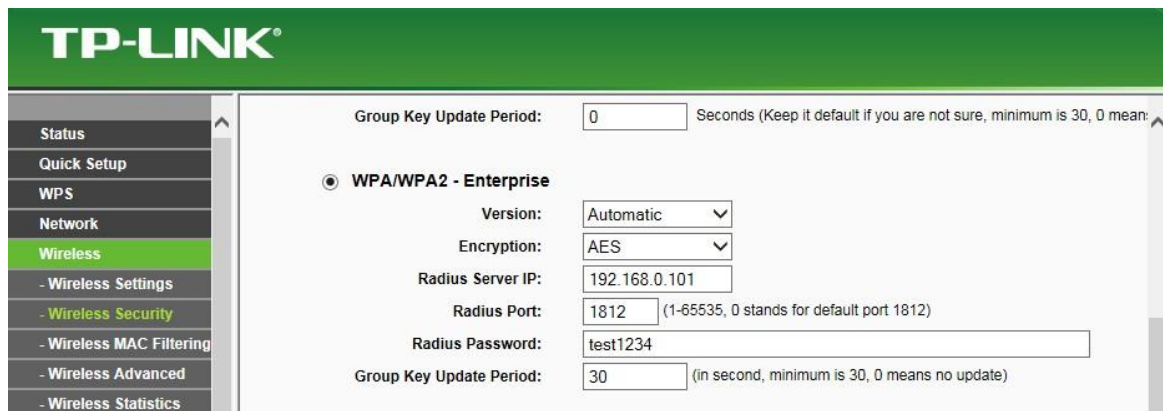 TP-LINK®
Status
Quick Setup
WPS
Network
Wireless
- Wireless Settings
- Wireless Security
- Wireless MAC Filtering
- Wireless Advanced
- Wireless Statistics
Group Key Update Period: 0 Seconds (Keep it default if you are not sure, minimum is 30, 0
WPA/WPA2 - Enterprise
Version: Automatic
Encryption: AES
Radius Server IP: 192.168.0.101
Radius Port: 1812 (1-65535, 0 stands for default port 1812)
Radius Password: test1234
Group Key Update Period: 30 (in second, minimum is 30, 0 means no update)